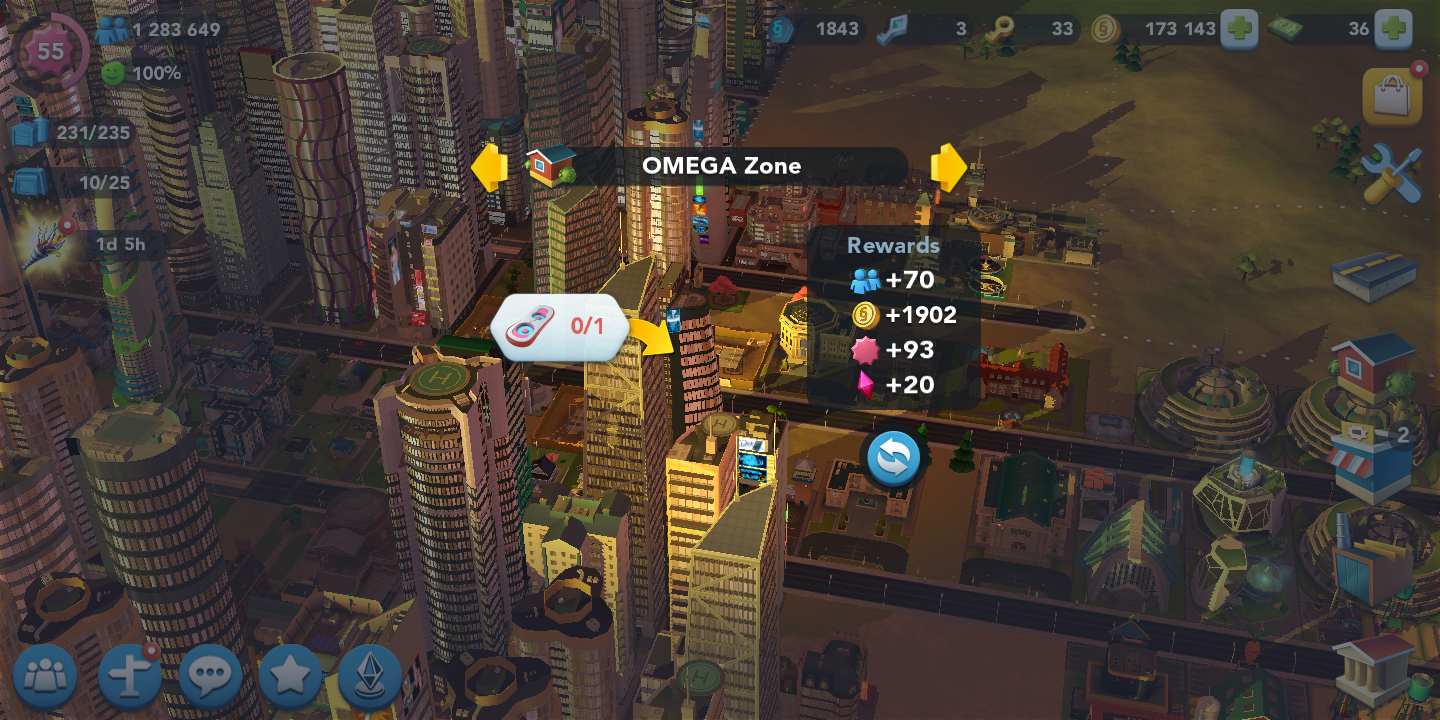 55
1 283 649
1843
3
33
173 143
36
100%
231/235
10/25
1d 5h
OMEGA Zone
Rewards
+70
+1902
+93
+20
0/1
2
H
H
H